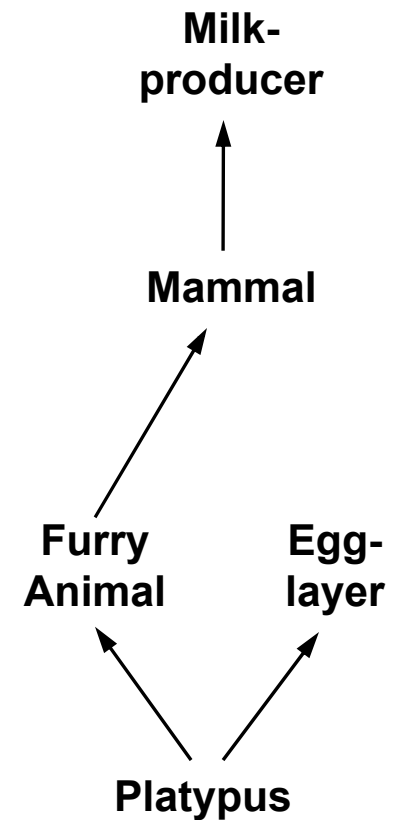 Milk-
producer
Mammal
Furry
Animal
Egg-
layer
Platypus